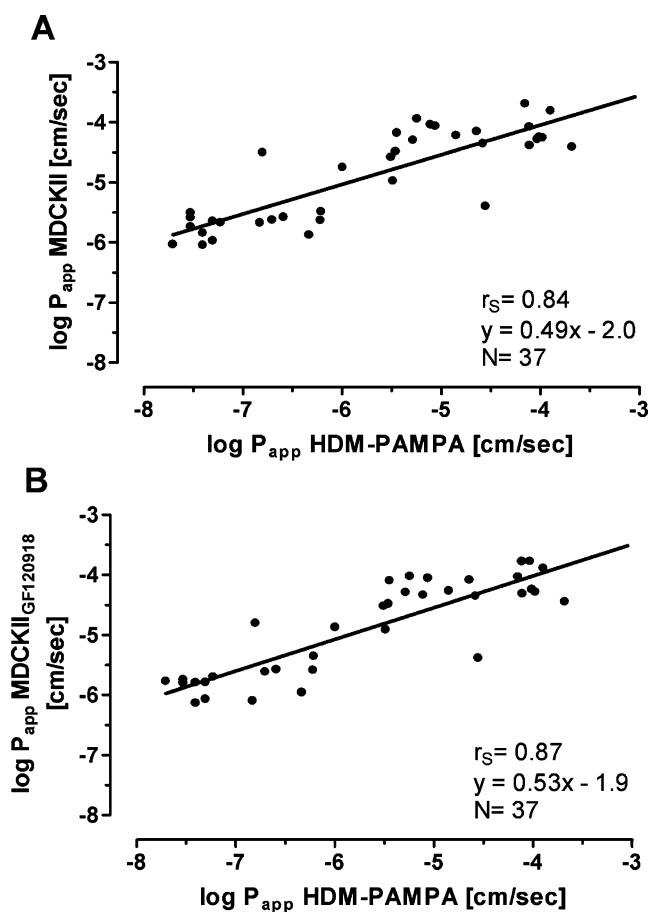 A
log Papp MDCKII [cm/sec]
-3
-4
-5
-6
-7
-8
rS= 0.84
y = 0.49x - 2.0
N= 37
-8 -7 -6 -5 -4 -3
log Papp HDM-PAMPA [cm/sec]
B
log Papp MDCKIIGF120918
[cm/sec]
-3
-4
-5
-6
-7
-8
rS= 0.87
y = 0.53x - 1.9
N= 37
-8 -7 -6 -5 -4 -3
log Papp HDM-PAMPA [cm/sec]